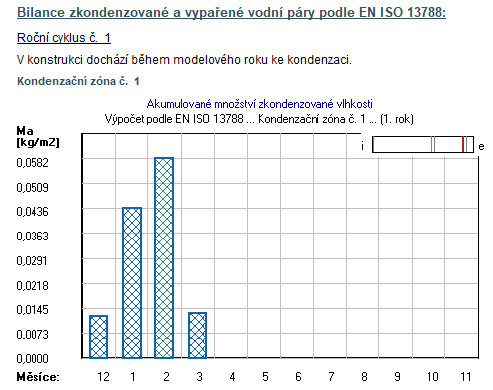 Bilance zkondenzované a vypařené vodní páry podle EN ISO 13788:
Roční cyklus č. 1
V konstrukci dochází během modelového roku ke kondenzaci.
Kondenzační zóna č. 1
Akumulované množství zkondenzované vlhkosti
Výpočet podle EN ISO 13788 ... Kondenzační zóna č. 1 ... (1. rok)
Ma
[kg/m2]
i e
0,0582
0,0509
0,0436
0,0363
0,0291
0,0218
0,0145
0,0073
0,0000
Měsíce: 12 1 2 3 4 5 6 7 8 9 10 11